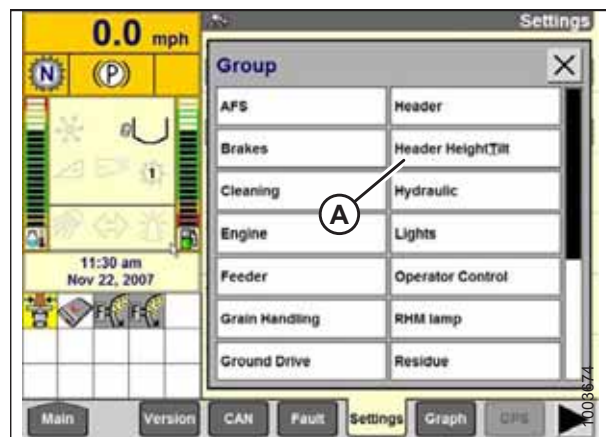 0.0 mph
Settings
N
(P)
Group
AFS
Header
Brakes
Header Height/Tilt
1
A
Cleaning
Hydraulic
Engine
Lights
11:30 am
Nov 22, 2007
Feeder
Operator Control
F
F
Grain Handling
RHM lamp
Ground Drive
Residue
1003674
Main
Version
CAN
Fault
Settings
Graph
GPS